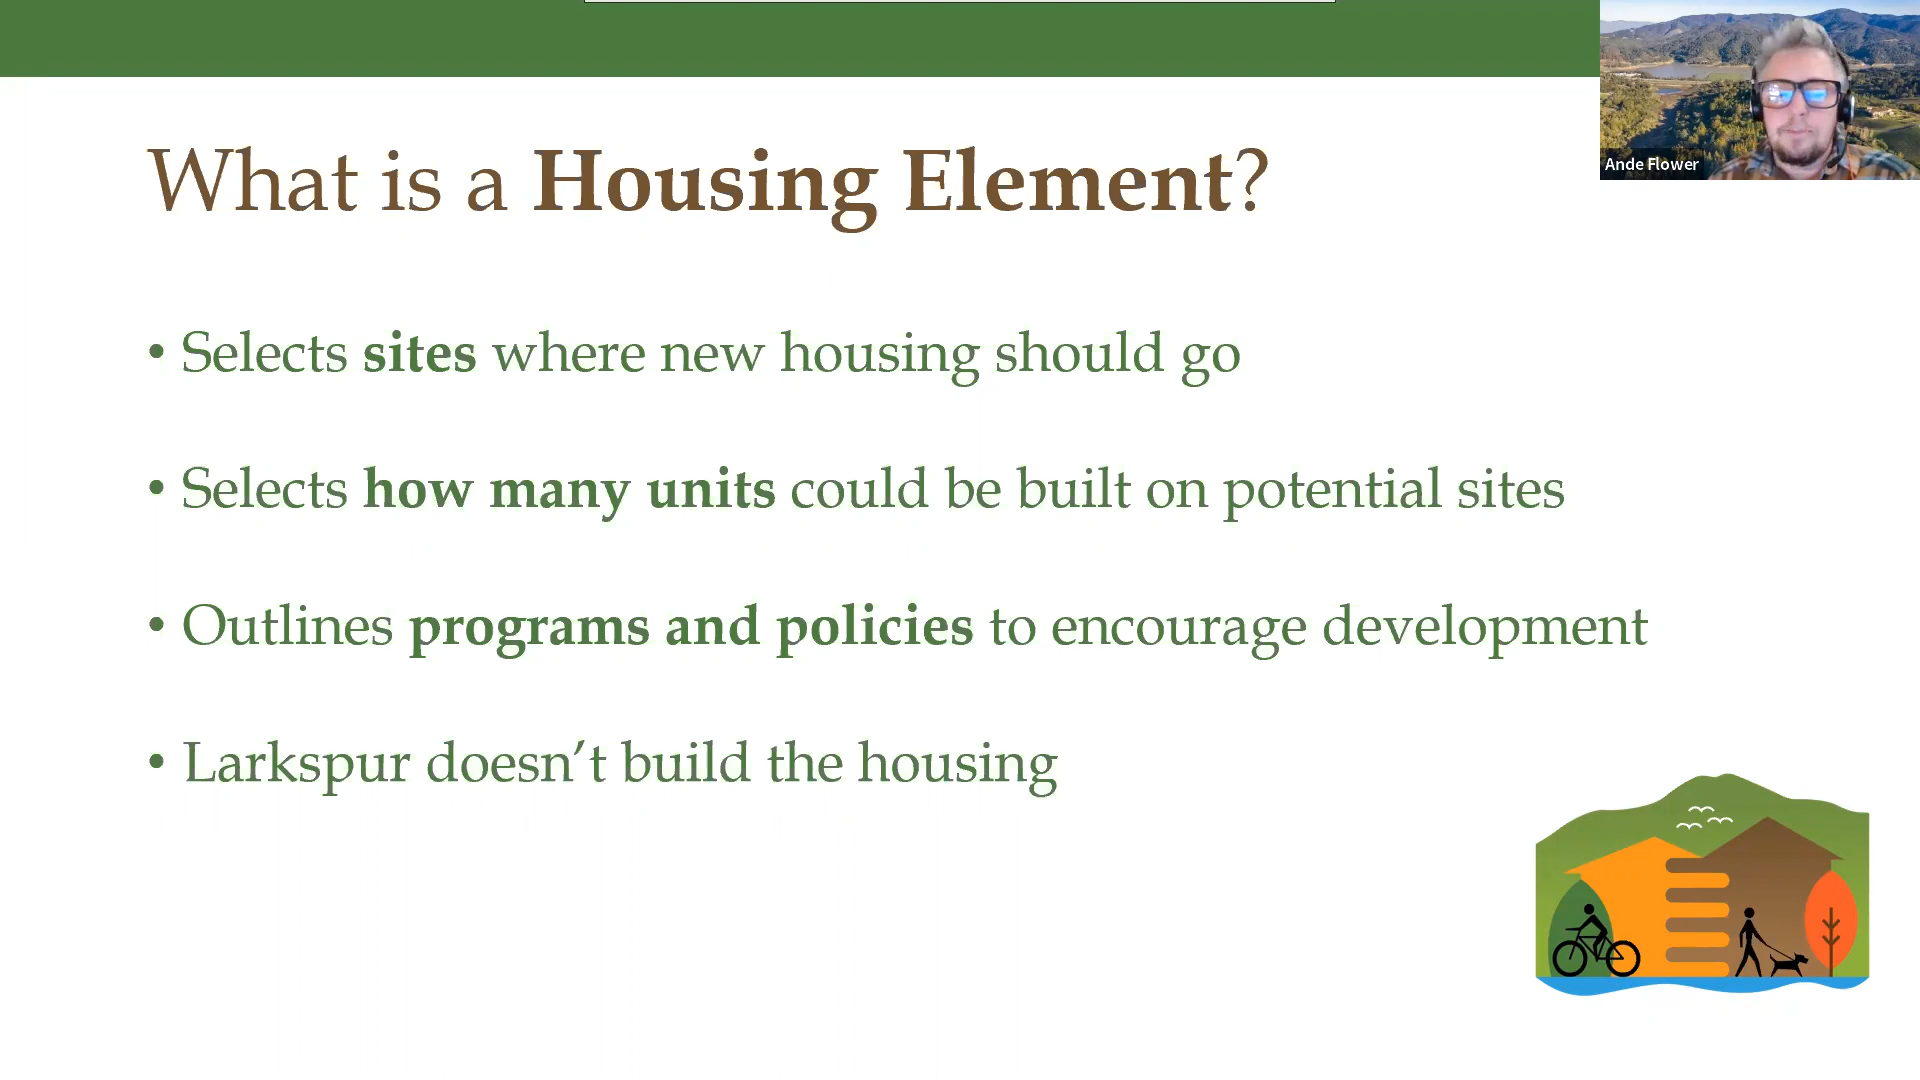 Ande Flower
What is a Housing Element?
• Selects sites where new housing should go
• Selects how many units could be built on potential sites
• Outlines programs and policies to encourage development
• Larkspur doesn’t build the housing